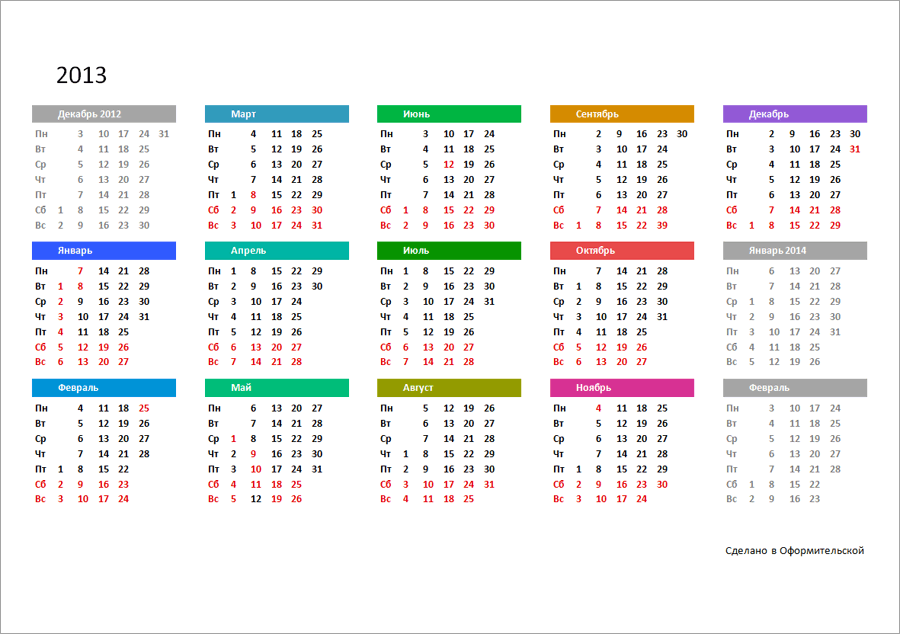 2013
Декабрь 2012
Пн 3 10 17 24 31
Вт 4 11 18 25
Ср 5 12 19 26
Чт 6 13 20 27
Пт 7 14 21 28
Сб 1 8 15 22 29
Вс 2 9 16 23 30
Январь
Пн 7 14 21 28
Вт 1 8 15 22 29
Ср 2 9 16 23 30
Чт 3 10 17 24 31
Пт 4 11 18 25
Сб 5 12 19 26
Вс 6 13 20 27
Февраль
Пн 4 11 18 25
Вт 5 12 19 26
Ср 6 13 20 27
Чт 7 14 21 28
Пт 1 8 15 22
Сб 2 9 16 23
Вс 3 10 17 24
Март
Пн 4 11 18 25
Вт 5 12 19 26
Ср 6 13 20 27
Чт 7 14 21 28
Пт 1 8 15 22 29
Сб 2 9 16 23 30
Вс 3 10 17 24 31
Апрель
Пн 1 8 15 22 29
Вт 2 9 16 23 30
Ср 3 10 17 24
Чт 4 11 18 25
Пт 5 12 19 26
Сб 6 13 20 27
Вс 7 14 21 28
Май
Пн 6 13 20 27
Вт 7 14 21 28
Ср 1 8 15 22 29
Чт 2 9 16 23 30
Пт 3 10 17 24 31
Сб 4 11 18 25
Вс 5 12 19 26
Июнь
Пн 3 10 17 24
Вт 4 11 18 25
Ср 5 12 19 26
Чт 6 13 20 27
Пт 7 14 21 28
Сб 1 8 15 22 29
Вс 2 9 16 23 30
Июль
Пн 1 8 15 22 29
Вт 2 9 16 23 30
Ср 3 10 17 24 31
Чт 4 11 18 25
Пт 5 12 19 26
Сб 6 13 20 27
Вс 7 14 21 28
Август
Пн 5 12 19 26
Вт 6 13 20 27
Ср 7 14 21 28
Чт 1 8 15 22 29
Пт 2 9 16 23 30
Сб 3 10 17 24 31
Вс 4 11 18 25
Сентябрь
Пн 2 9 16 23 30
Вт 3 10 17 24
Ср 4 11 18 25
Чт 5 12 19 26
Пт 6 13 20 27
Сб 7 14 21 28
Вс 1 8 15 22 39
Октябрь
Пн 7 14 21 28
Вт 1 8 15 22 29
Ср 2 9 16 23 30
Чт 3 10 17 24 31
Пт 4 11 18 25
Сб 5 12 19 26
Вс 6 13 20 27
Ноябрь
Пн 4 11 18 25
Вт 5 12 19 26
Ср 6 13 20 27
Чт 7 14 21 28
Пт 1 8 15 22 29
Сб 2 9 16 23 30
Вс 3 10 17 24
Декабрь
Пн 2 9 16 23 30
Вт 3 10 17 24 31
Ср 4 11 18 25
Чт 5 12 19 26
Пт 6 13 20 27
Сб 7 14 21 28
Вс 1 8 15 22 29
Январь 2014
Пн 6 13 20 27
Вт 7 14 21 28
Ср 1 8 15 22 29
Чт 2 9 16 23 30
Пт 3 10 17 24 31
Сб 4 11 18 25
Вс 5 12 19 26
Февраль
Пн 3 10 17 24
Вт 4 11 18 25
Ср 5 12 19 26
Чт 6 13 20 27
Пт 7 14 21 28
Сб 1 8 15 22
Вс 2 9 16 23
Сделано в Оформительской